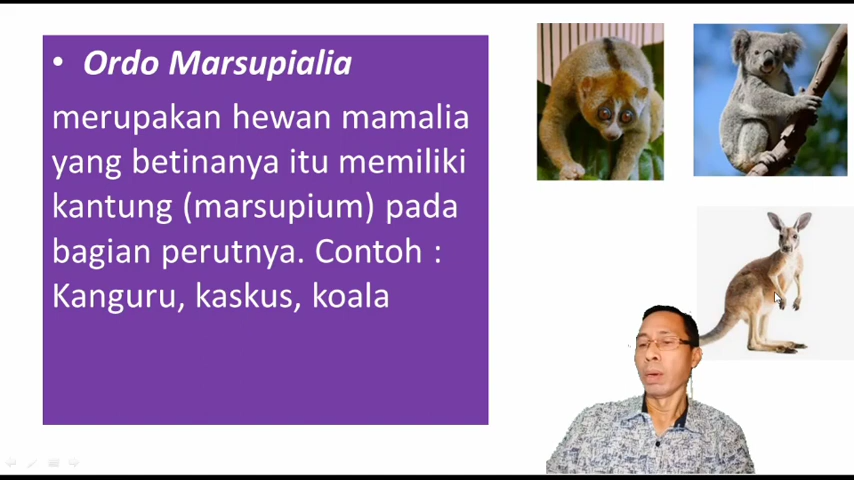 • Ordo Marsupialia
merupakan hewan mamalia
yang betinanya itu memiliki
kantung (marsupium) pada
bagian perutnya. Contoh :
Kanguru, kaskus, koala